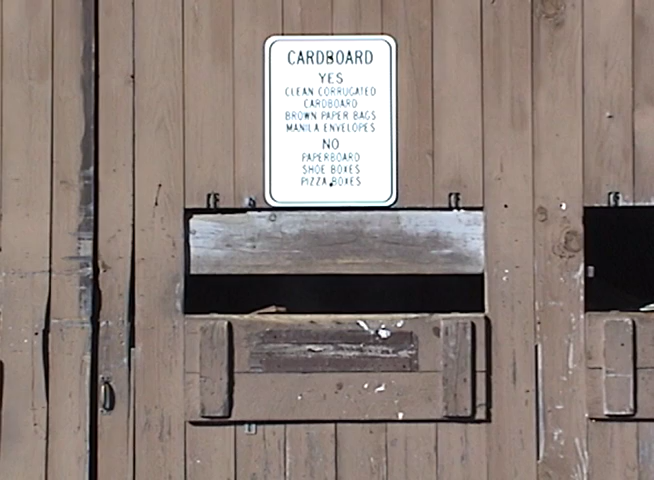 CARDBOARD
YES
CLEAN CORRUGATED
CARDBOARD
BROWN PAPER BAGS
MANILA ENVELOPES
NO
PAPERBOARD
SHOE BOXES
PIZZA BOXES